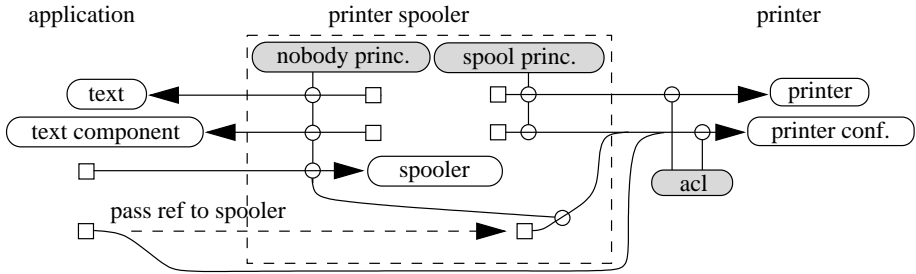 application
printer spooler
printer
nobody princ.
spool princ.
text
printer
text component
printer conf.
spooler
acl
pass ref to spooler